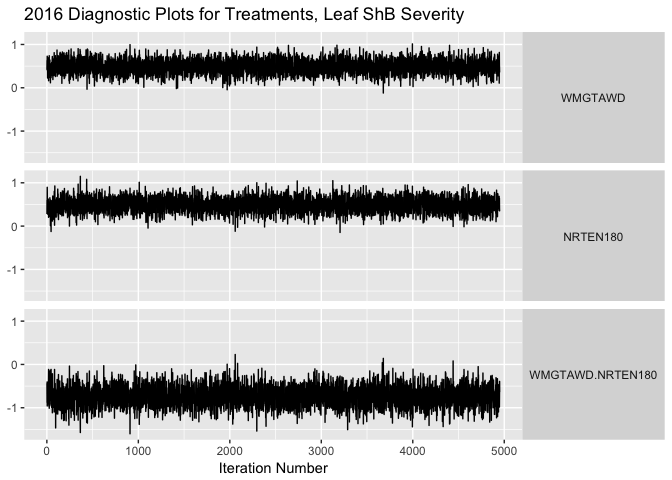 2016 Diagnostic Plots for Treatments, Leaf ShB Severity
1
0
-1
WMGTAWD
1
0
-1
NRTEN180
1
0
-1
WMGTAWD.NRTEN180
0 1000 2000 3000 4000 5000
Iteration Number